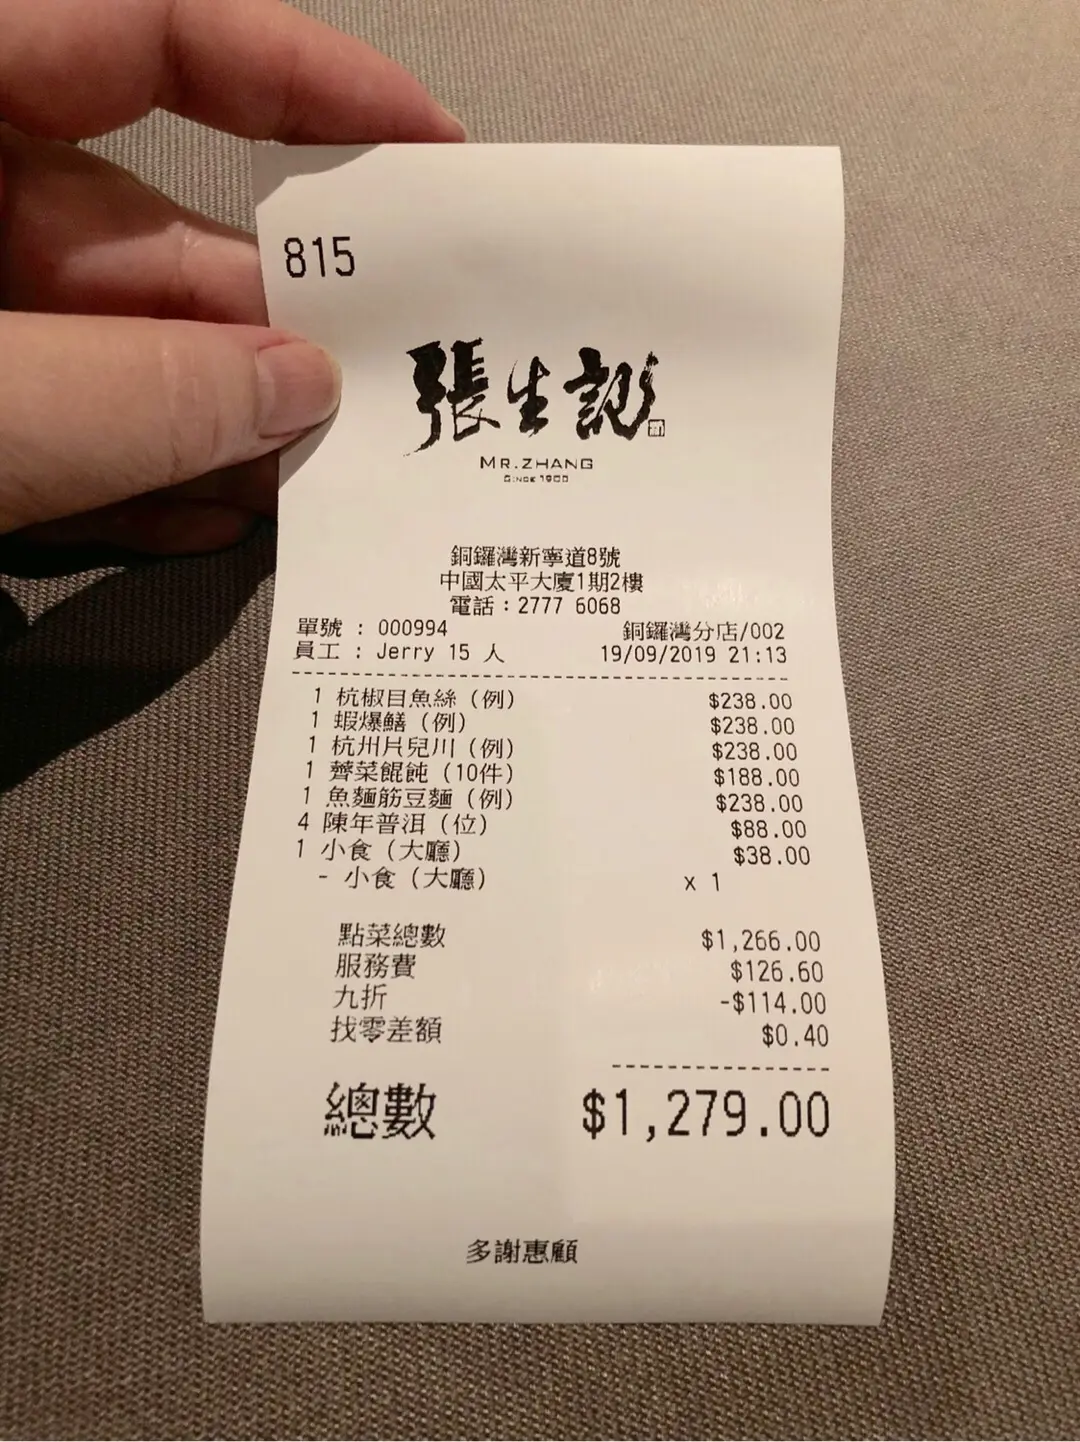 815
張生記
MR.ZHANG
SINCE 1988
銅鑼灣新寧道8號
中國太平大廈1期2樓
電話：2777 6068
單號 : 000994 銅鑼灣分店/002
員工 : Jerry 15 人 19/09/2019 21:13
1 杭椒目魚絲（例） $238.00
1 蝦爆鱔（例） $238.00
1 杭州片兒川（例） $238.00
1 薺菜餛飩（10件） $188.00
1 魚麵筋豆麵（例） $238.00
4 陳年普洱（位） $88.00
1 小食（大廳） $38.00
- 小食（大廳） x 1
點菜總數 $1,266.00
服務費 $126.60
九折 -$114.00
找零差額 $0.40
總數 $1,279.00
多謝惠顧